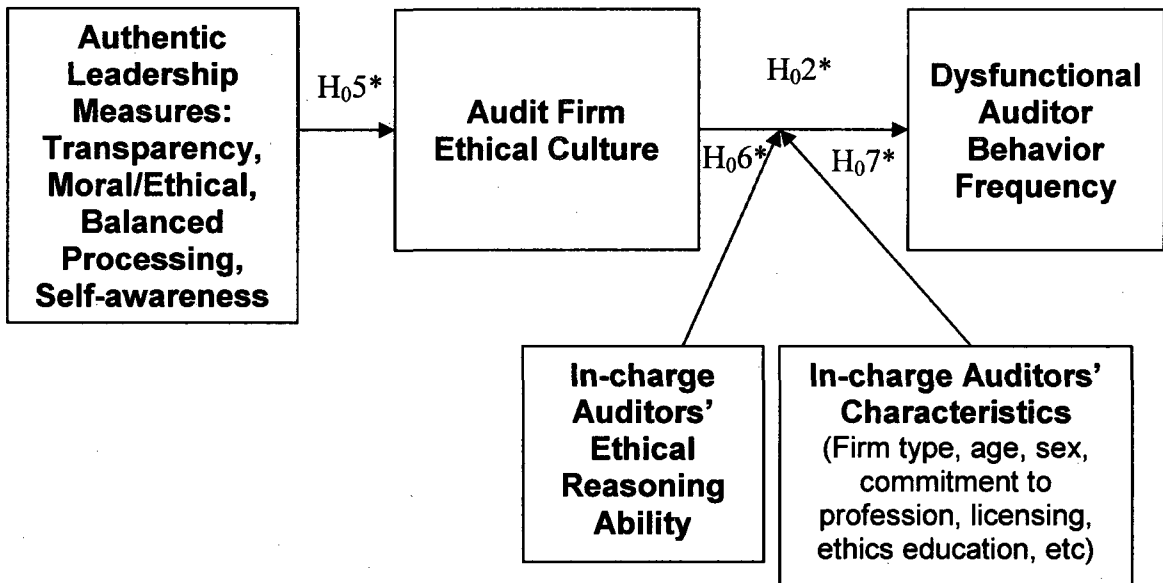 Authentic
Leadership
Measures:
Transparency,
Moral/Ethical,
Balanced
Processing,
Self-awareness
H₀5*
Audit Firm
Ethical Culture
H₀2*
H₀6*
H₀7*
Dysfunctional
Auditor
Behavior
Frequency
In-charge
Auditors’
Ethical
Reasoning
Ability
In-charge Auditors’
Characteristics
(Firm type, age, sex,
commitment to
profession, licensing,
ethics education, etc)